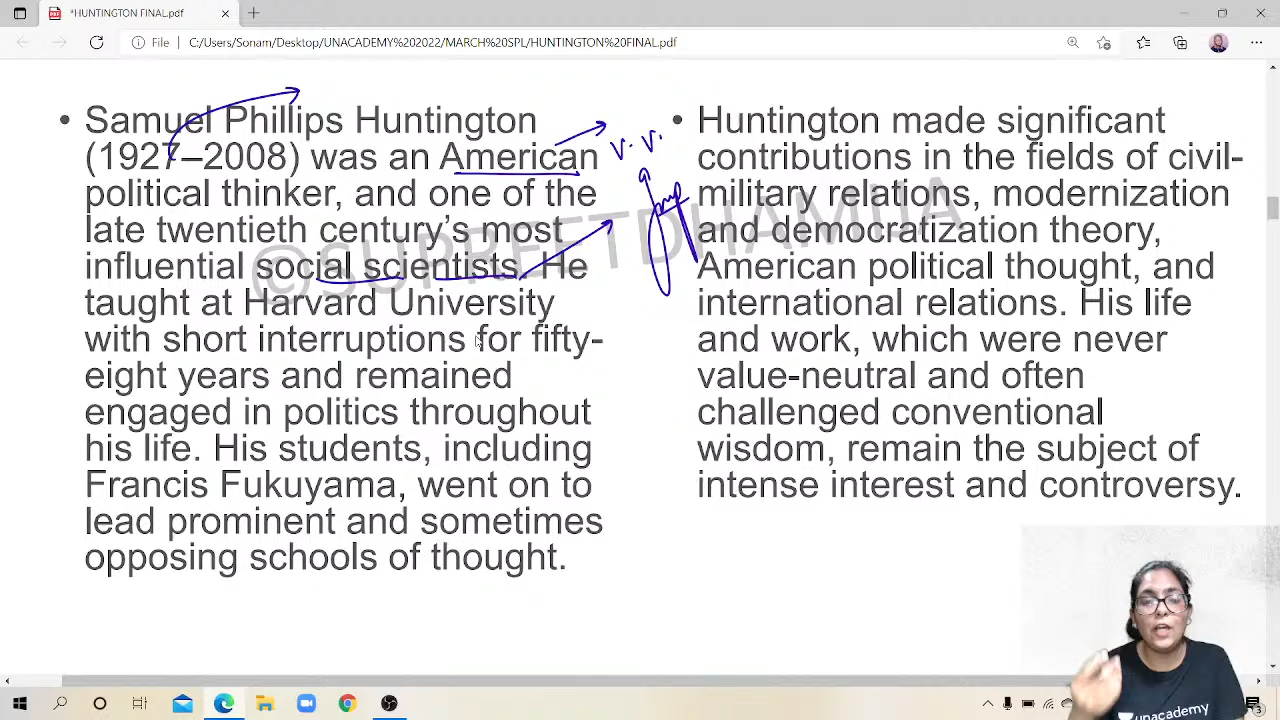 *HUNTINGTON FINAL.pdf
File
C:/Users/Sonam/Desktop/UNACADEMY%202022/MARCH%20SPL/HUNTINGTON%20FINAL.pdf
• Samuel Phillips Huntington
(1927–2008) was an American
political thinker, and one of the
late twentieth century’s most
influential social scientists. He
taught at Harvard University
with short interruptions for fifty-
eight years and remained
engaged in politics throughout
his life. His students, including
Francis Fukuyama, went on to
lead prominent and sometimes
opposing schools of thought.
V. V.
Imp
• Huntington made significant
contributions in the fields of civil-
military relations, modernization
and democratization theory,
American political thought, and
international relations. His life
and work, which were never
value-neutral and often
challenged conventional
wisdom, remain the subject of
intense interest and controversy.
©SUPREETDHAMIJA
unacademy
3